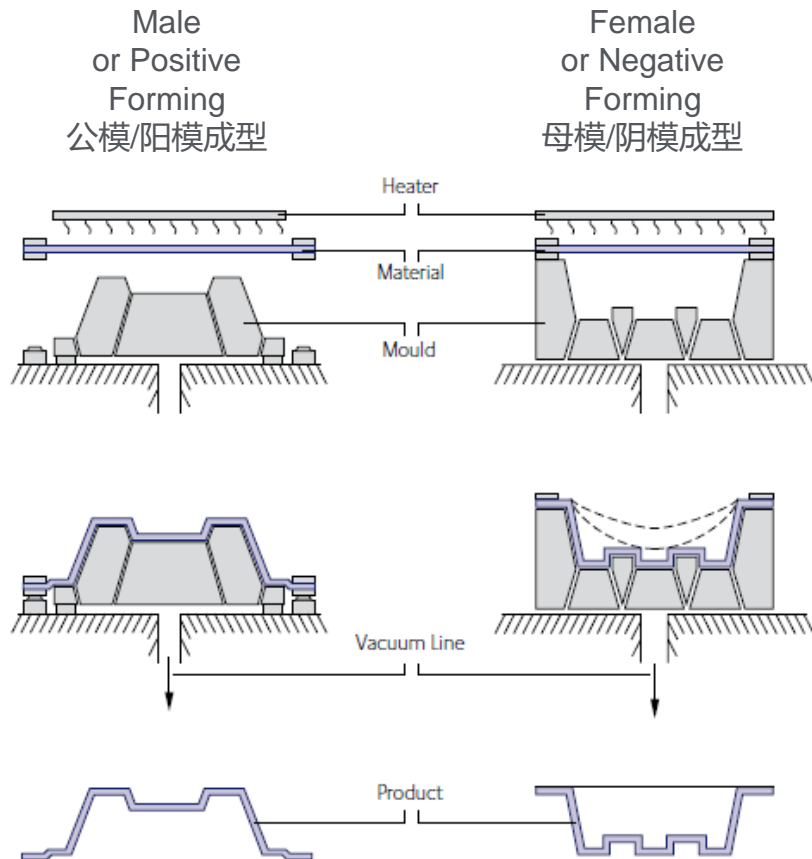 Male
or Positive
Forming
公模/阳模成型
Female
or Negative
Forming
母模/阴模成型
Heater
Material
Mould
Vacuum Line
Product